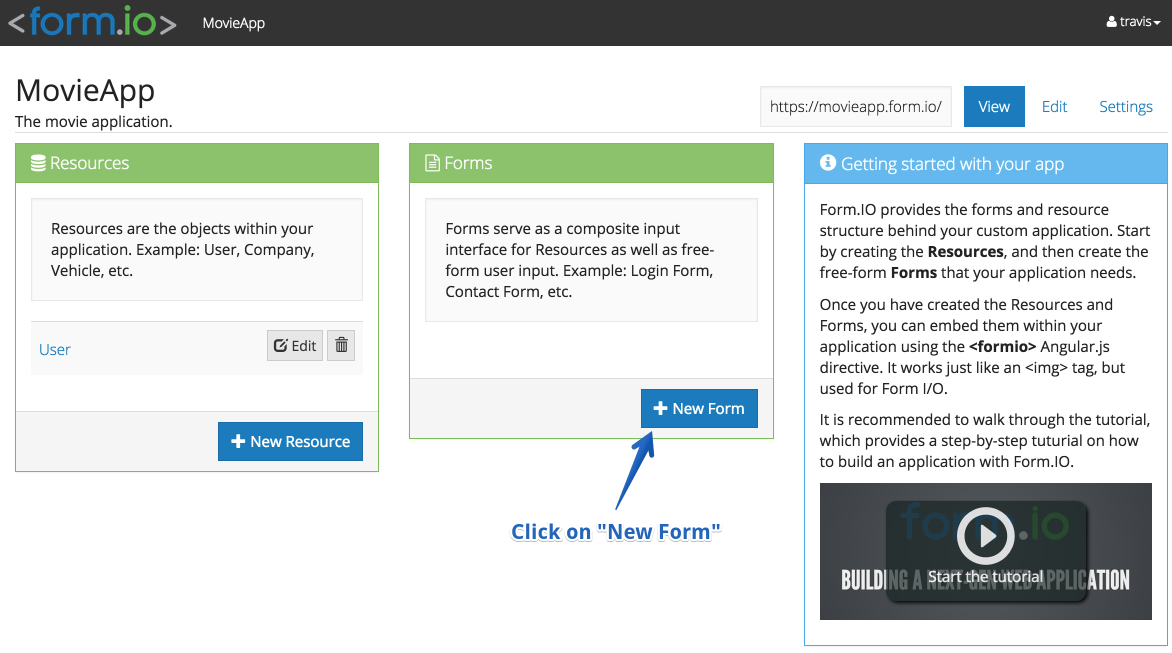 <form.io>
MovieApp
travis
MovieApp
The movie application.
https://movieapp.form.io/
View
Edit
Settings
Resources
Resources are the objects within your
application. Example: User, Company,
Vehicle, etc.
User
Edit
New Resource
Forms
Forms serve as a composite input
interface for Resources as well as free-
form user input. Example: Login Form,
Contact Form, etc.
New Form
Click on "New Form"
Getting started with your app
Form.IO provides the forms and resource
structure behind your custom application. Start
by creating the Resources, and then create the
free-form Forms that your application needs.
Once you have created the Resources and
Forms, you can embed them within your
application using the <formio> Angular.js
directive. It works just like an <img> tag, but
used for Form I/O.
It is recommended to walk through the tutorial,
which provides a step-by-step tuturial on how
to build an application with Form.IO.
form.io
BUILDING A NEXT-GEN WEB APPLICATION
Start the tutorial